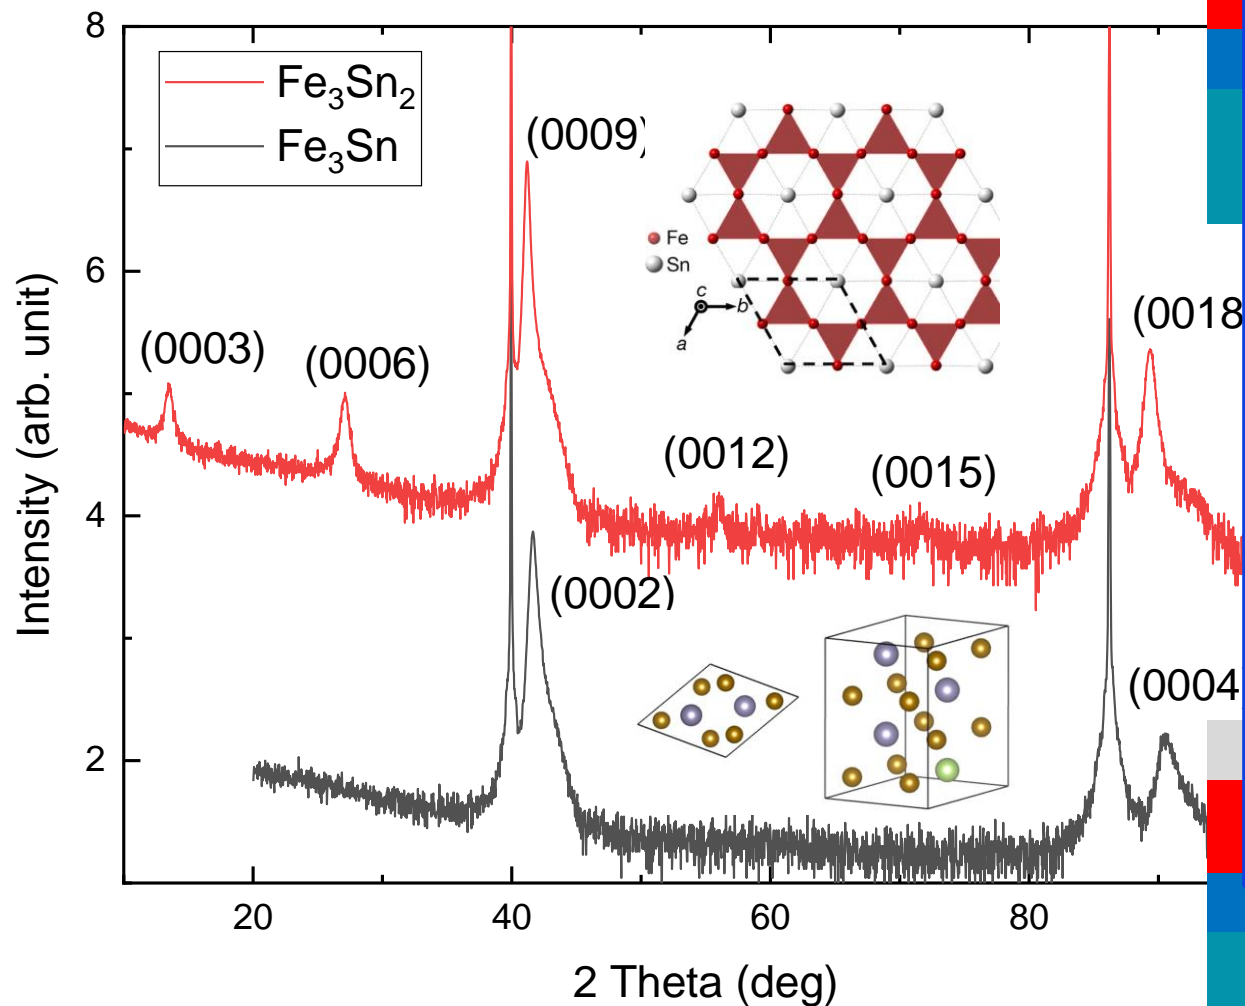 8
6
4
2
Intensity (arb. unit)
Fe₃Sn₂
Fe₃Sn
(0003)
(0006)
(0009)
(0012)
(0015)
(0018
(0002)
(0004
Fe
Sn
c
b
a
20
40
60
80
2 Theta (deg)